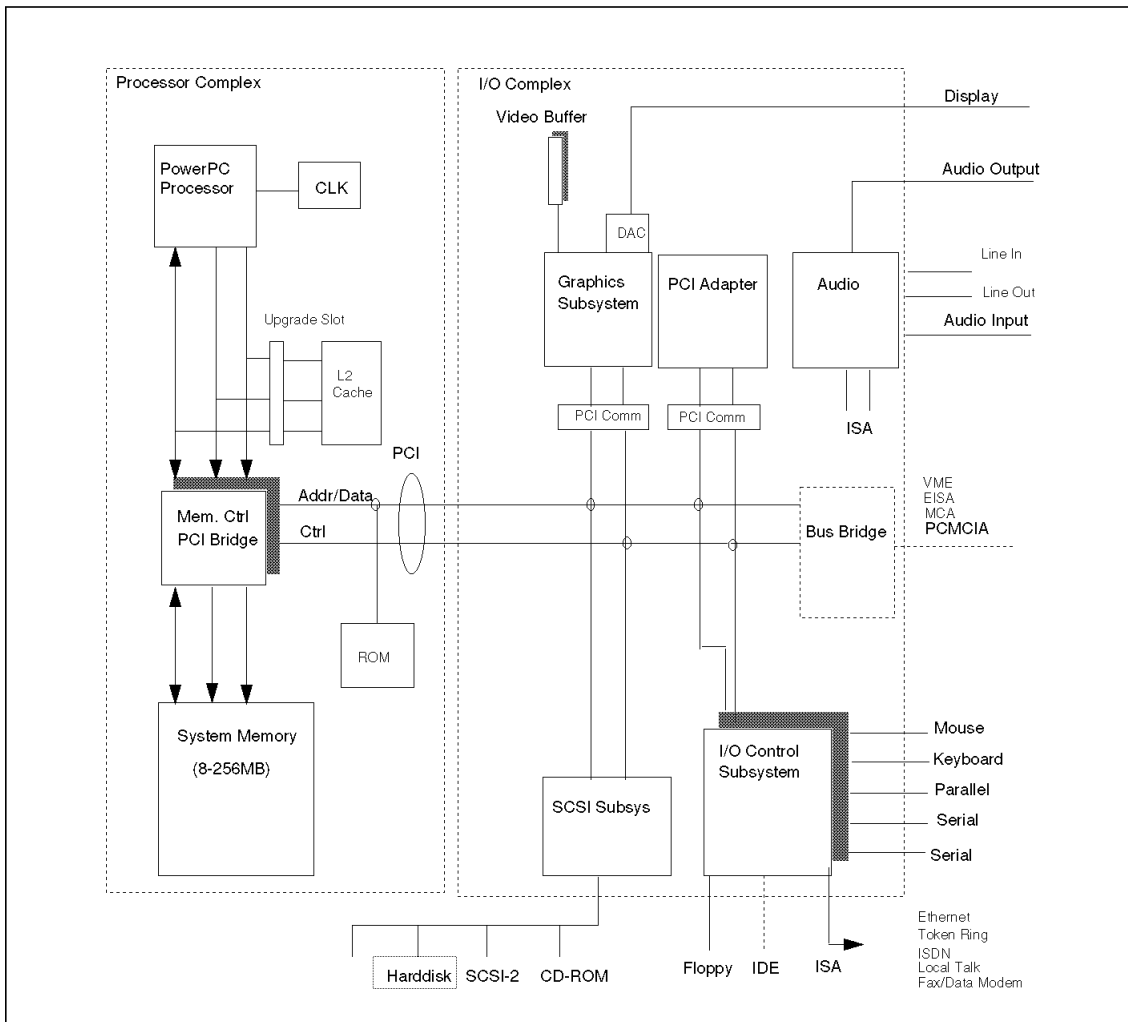 Processor Complex
I/O Complex
Video Buffer
Display
PowerPC
Processor
CLK
Audio Output
DAC
Graphics
Subsystem
PCI Adapter
Audio
Line In
Line Out
Audio Input
Upgrade Slot
L2
Cache
PCI Comm
PCI Comm
ISA
PCI
Addr/Data
Ctrl
Mem. Ctrl
PCI Bridge
Bus Bridge
VME
EISA
MCA
PCMCIA
ROM
System Memory
(8-256MB)
SCSI Subsys
I/O Control
Subsystem
Mouse
Keyboard
Parallel
Serial
Serial
Harddisk
SCSI-2
CD-ROM
Floppy
IDE
ISA
Ethernet
Token Ring
ISDN
Local Talk
Fax/Data Modem